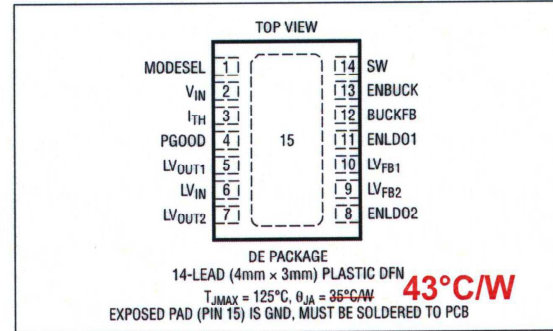 TOP VIEW
MODESEL 1 14 SW
VIN 2 13 ENBUCK
ITH 3 12 BUCKFB
PGOOD 4 15 11 ENLDO1
LVOUT1 5 10 LVFB1
LVIN 6 9 LVFB2
LVOUT2 7 8 ENLDO2
DE PACKAGE
14-LEAD (4mm × 3mm) PLASTIC DFN
TJMAX = 125°C, θJA = 35°C/W 43°C/W
EXPOSED PAD (PIN 15) IS GND, MUST BE SOLDERED TO PCB